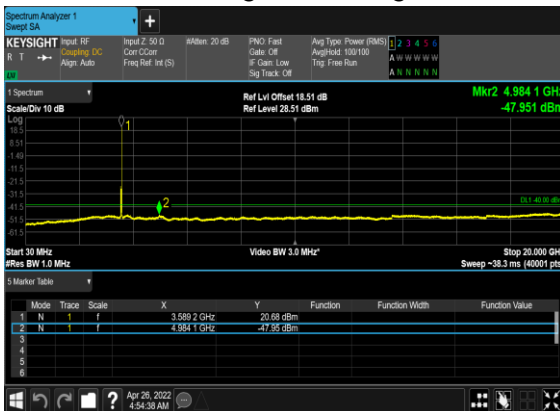 Spectrum Analyzer 1
Swept SA
KEYSIGHT
R T
LV
Input: RF
Coupling: DC
Align: Auto
Input Z: 50 Ω
Corr CCorr
Freq Ref: Int (S)
#Atten: 20 dB
PNO: Fast
Gate: Off
IF Gain: Low
Sig Track: Off
Avg Type: Power (RMS)
Avg|Hold: 100/100
Trig: Free Run
1 2 3 4 5 6
A W W W W W
A N N N N N
1 Spectrum
Scale/Div 10 dB
Ref Lvl Offset 18.51 dB
Ref Level 28.51 dBm
Mkr2 4.984 1 GHz
-47.951 dBm
Log
18.5
8.51
-1.49
-11.5
-21.5
-31.5
-41.5
-51.5
-61.5
1
2
DL1 -40.00 dBm
Start 30 MHz
#Res BW 1.0 MHz
Video BW 3.0 MHz*
Stop 20.000 GHz
Sweep ~38.3 ms (40001 pts)
5 Marker Table
Mode Trace Scale X Y Function Function Width Function Value
1 N 1 f 3.589 2 GHz 20.68 dBm
2 N 1 f 4.984 1 GHz -47.95 dBm
3
4
5
6
Apr 26, 2022
4:54:38 AM